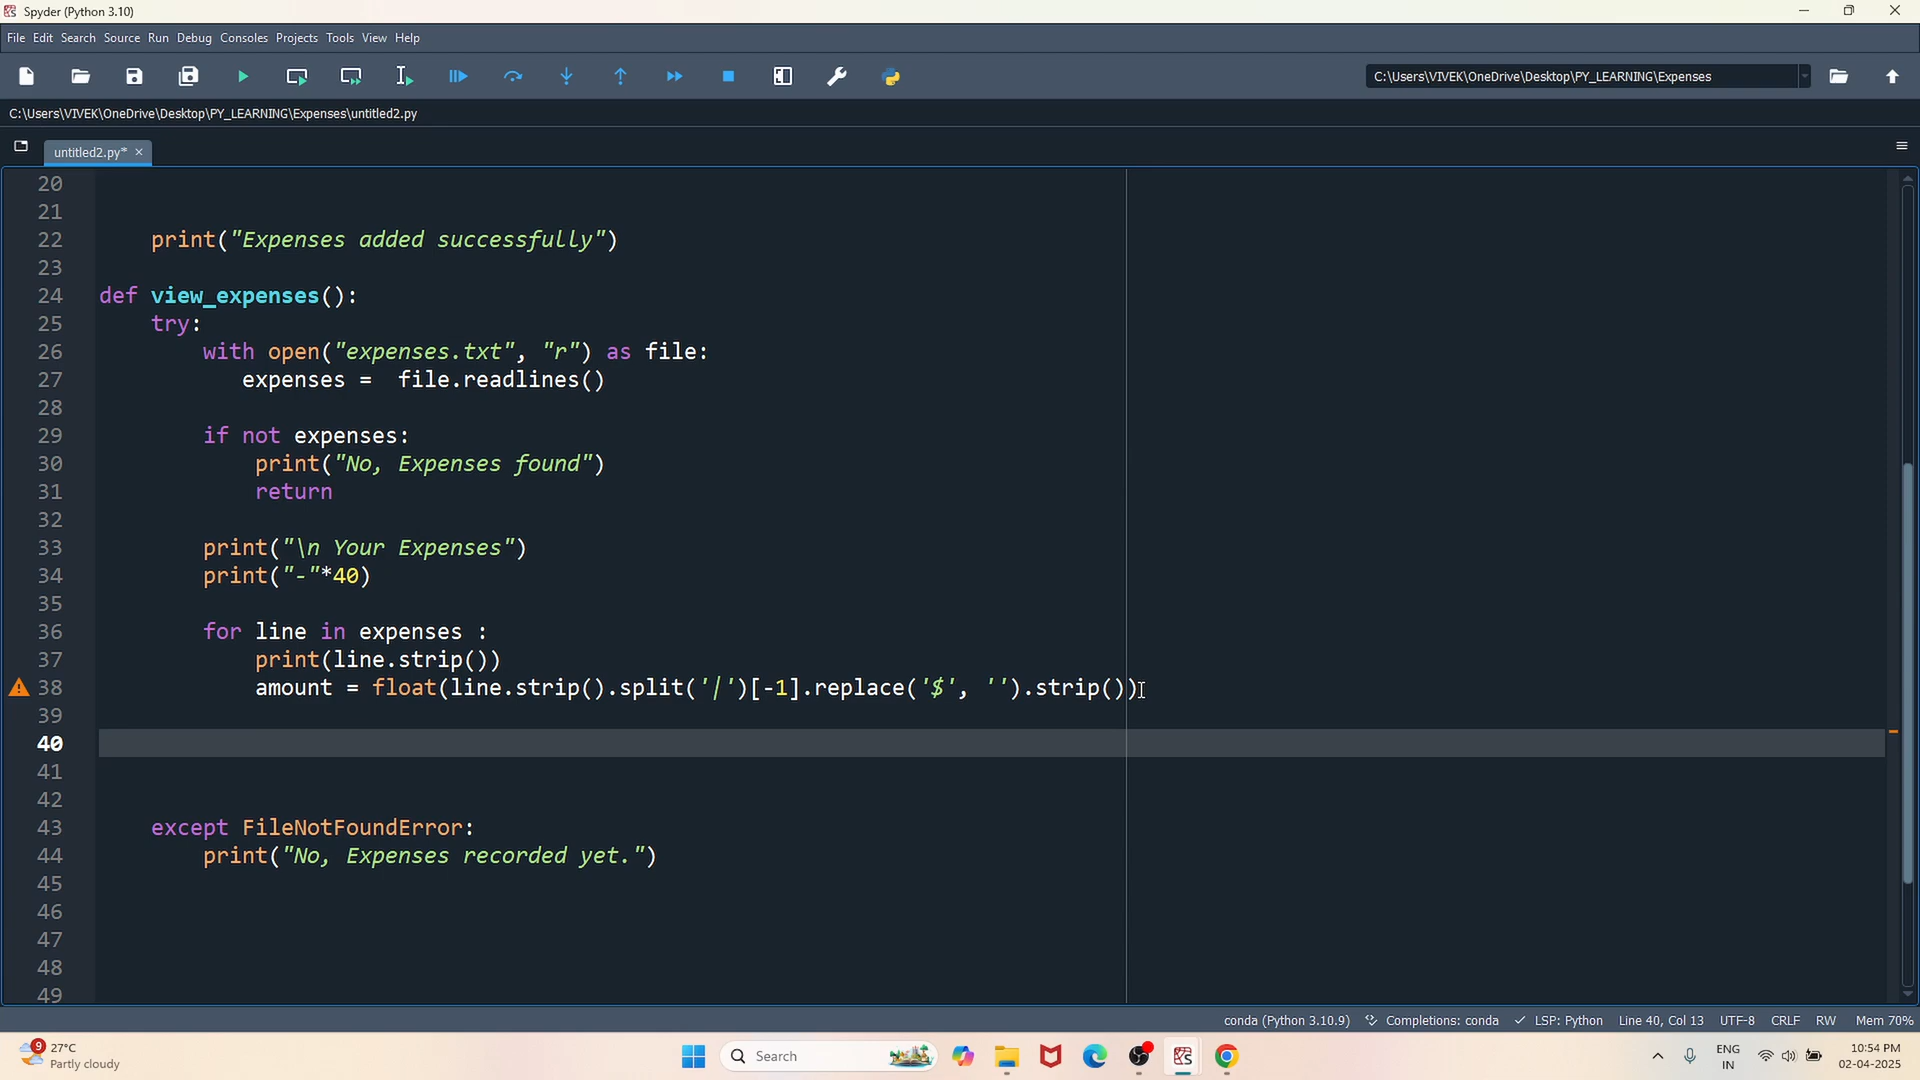 Spyder (Python 3.10)
File Edit Search Source Run Debug Consoles Projects Tools View Help
C:\Users\VIVEK\OneDrive\Desktop\PY_LEARNING\Expenses
C:\Users\VIVEK\OneDrive\Desktop\PY_LEARNING\Expenses\untitled2.py
untitled2.py*
20
21
22 print("Expenses added successfully")
23
24 def view_expenses():
25 try:
26 with open("expenses.txt", "r") as file:
27 expenses =  file.readlines()
28
29 if not expenses:
30 print("No, Expenses found")
31 return
32
33 print("\n Your Expenses")
34 print("-"*40)
35
36 for line in expenses :
37 print(line.strip())
38 amount = float(line.strip().split('|')[-1].replace('$', '').strip())
39
40
41
42
43 except FileNotFoundError:
44 print("No, Expenses recorded yet.")
45
46
47
48
49
conda (Python 3.10.9) Completions: conda LSP: Python Line 40, Col 13 UTF-8 CRLF RW Mem 70%
9 27°C
Partly cloudy
Search
ENG
IN
10:54 PM
02-04-2025